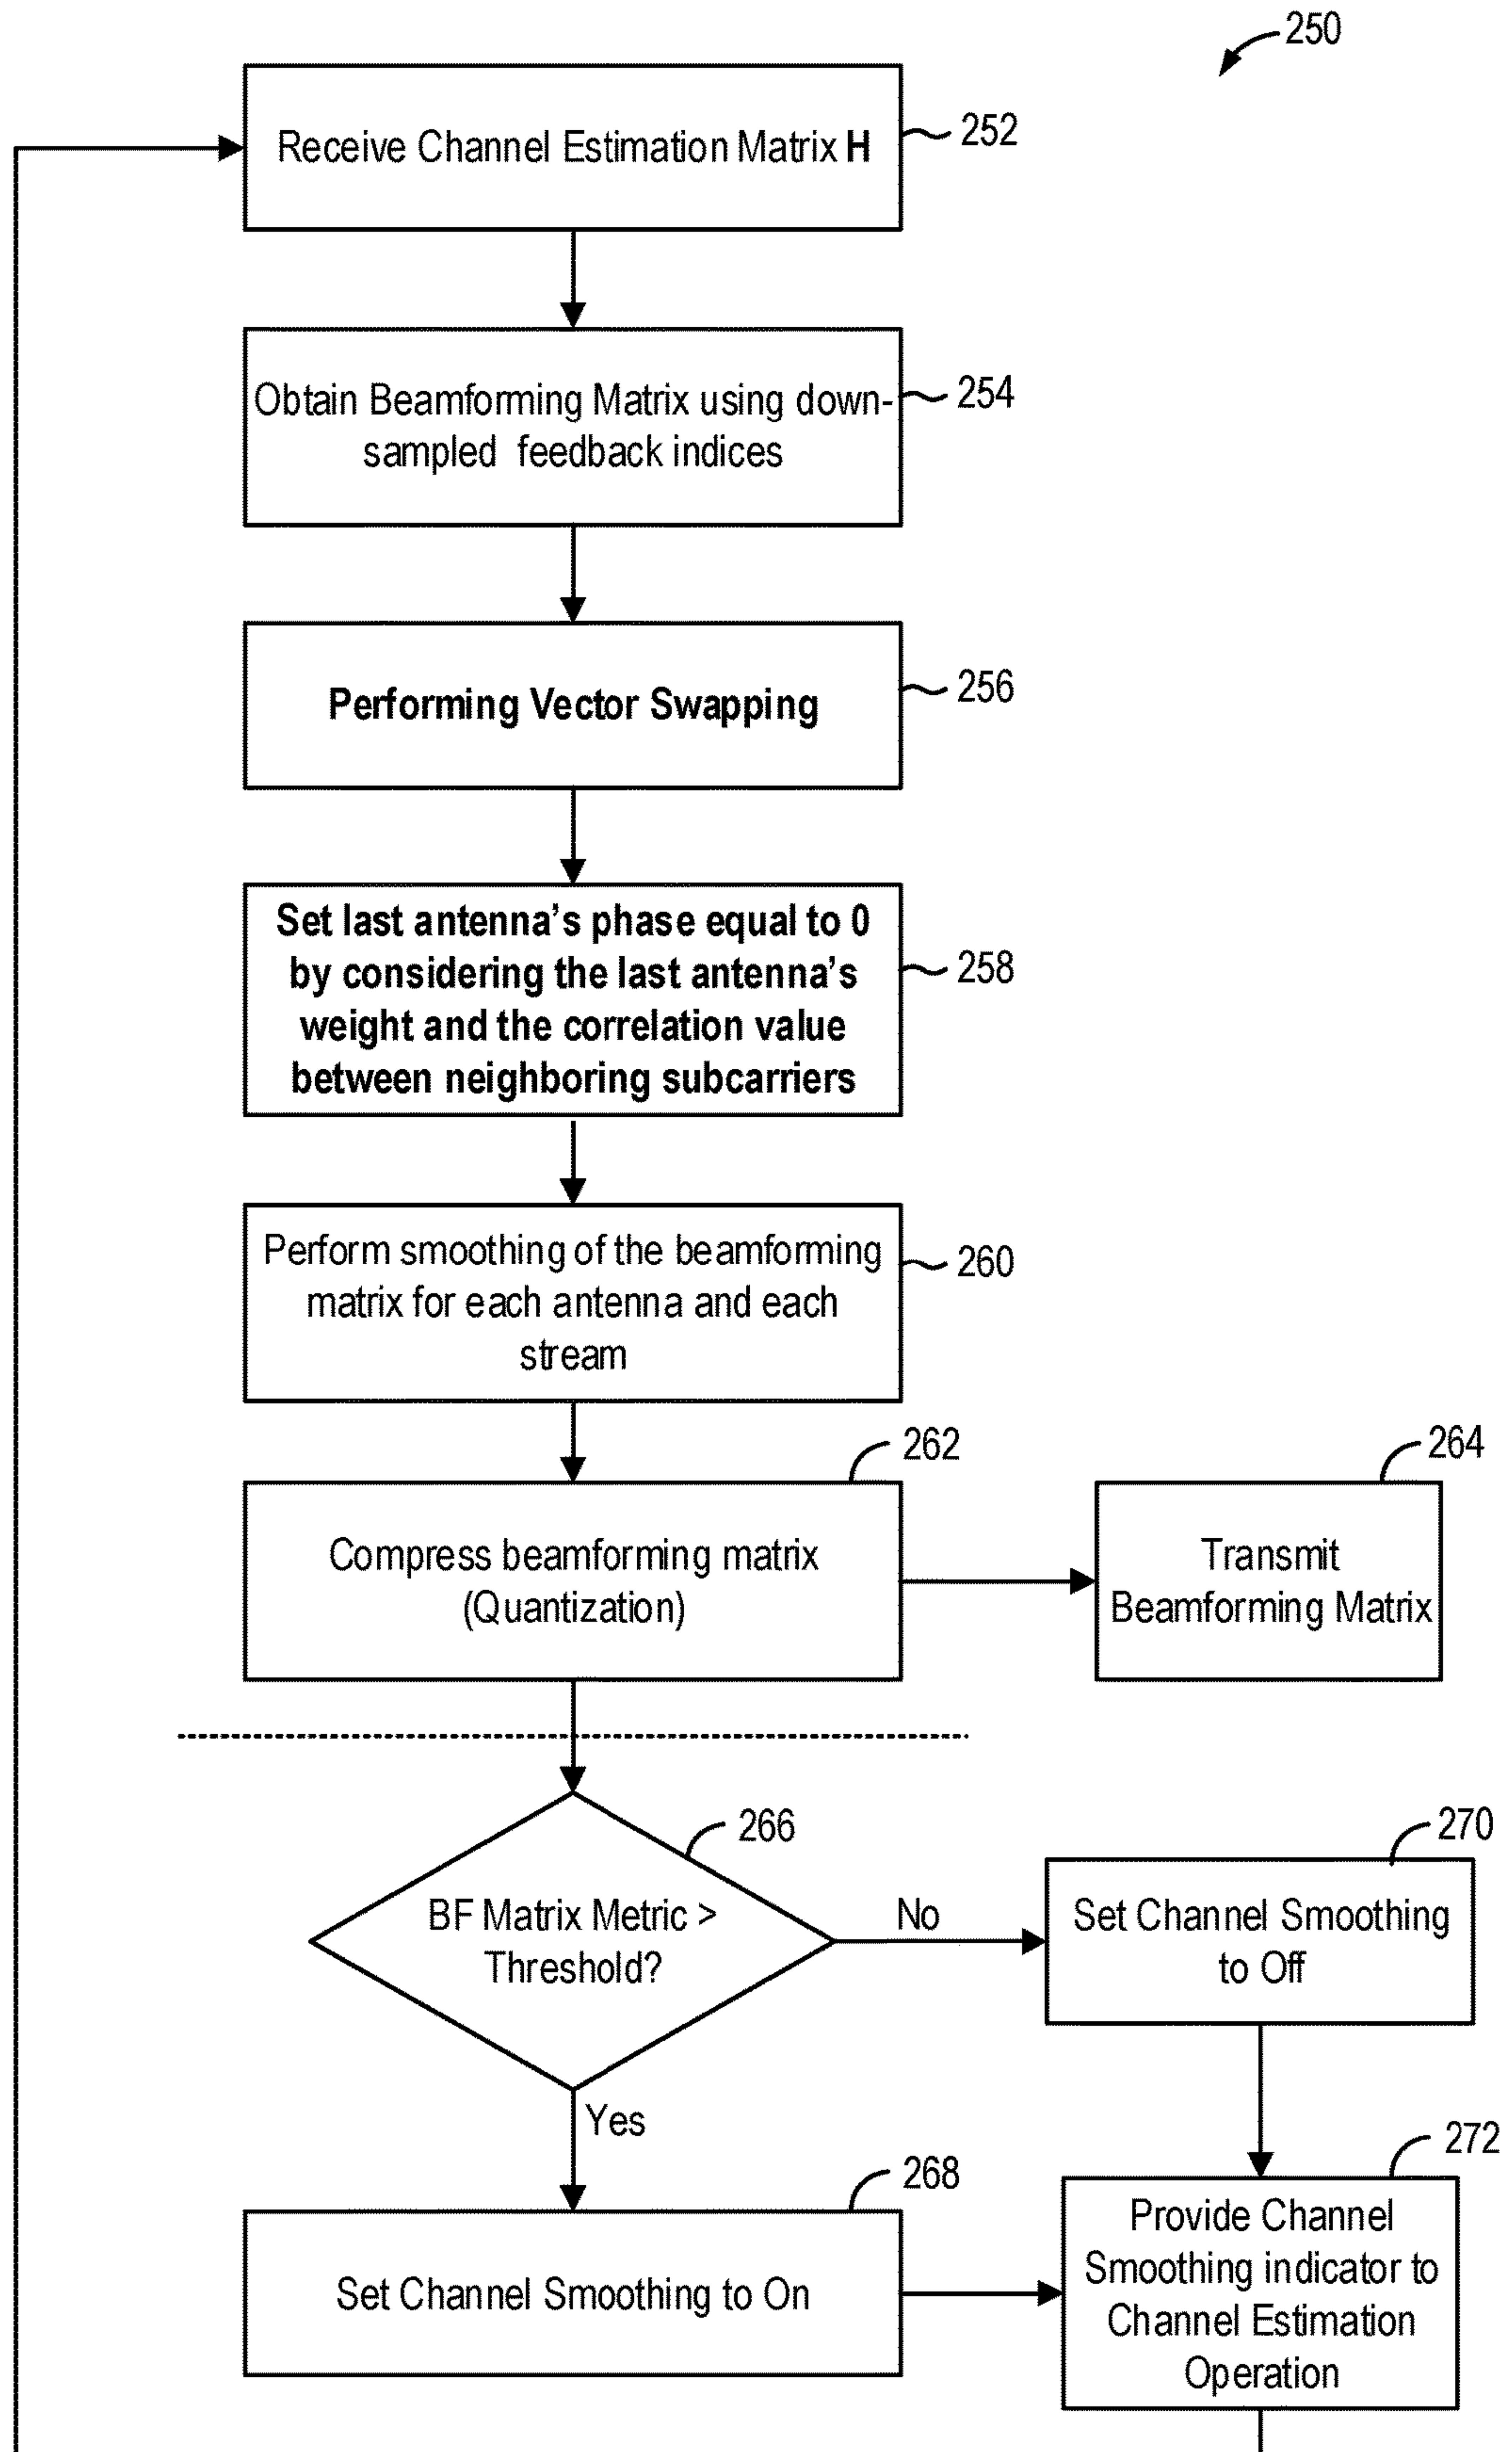 250
Receive Channel Estimation Matrix H
252
Obtain Beamforming Matrix using down-
sampled feedback indices
254
Performing Vector Swapping
256
Set last antenna's phase equal to 0
by considering the last antenna's
weight and the correlation value
between neighboring subcarriers
258
Perform smoothing of the beamforming
matrix for each antenna and each
stream
260
262
Compress beamforming matrix
(Quantization)
264
Transmit
Beamforming Matrix
266
BF Matrix Metric >
Threshold?
No
270
Set Channel Smoothing
to Off
Yes
268
Set Channel Smoothing to On
272
Provide Channel
Smoothing indicator to
Channel Estimation
Operation